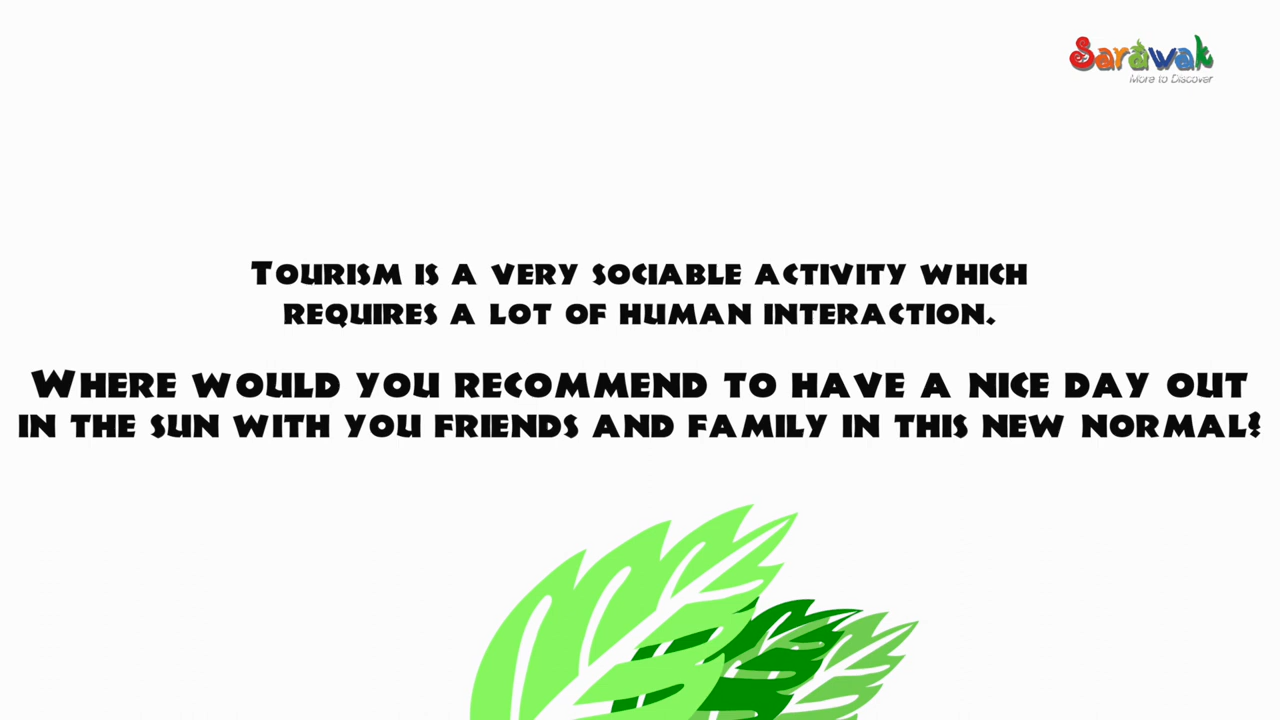 Sarawak
More to Discover
Tourism is a very sociable activity which
requires a lot of human interaction.
Where would you recommend to have a nice day out
in the sun with you friends and family in this new normal?